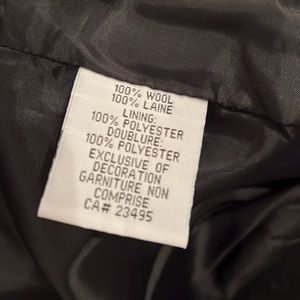 100% WOOL
100% LAINE
LINING:
100% POLYESTER
DOUBLURE:
100% POLYESTER
EXCLUSIVE OF
DECORATION
GARNITURE NON
COMPRISE
CA# 23495